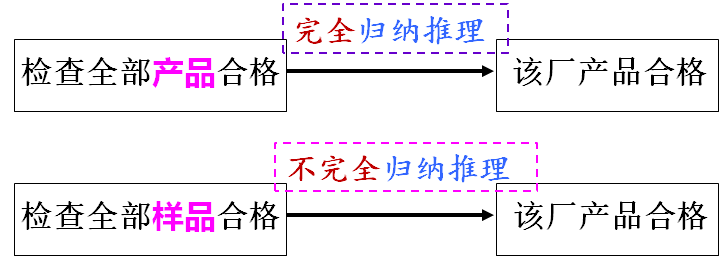 完全归纳推理
检查全部产品合格
该厂产品合格
不完全归纳推理
检查全部样品合格
该厂产品合格